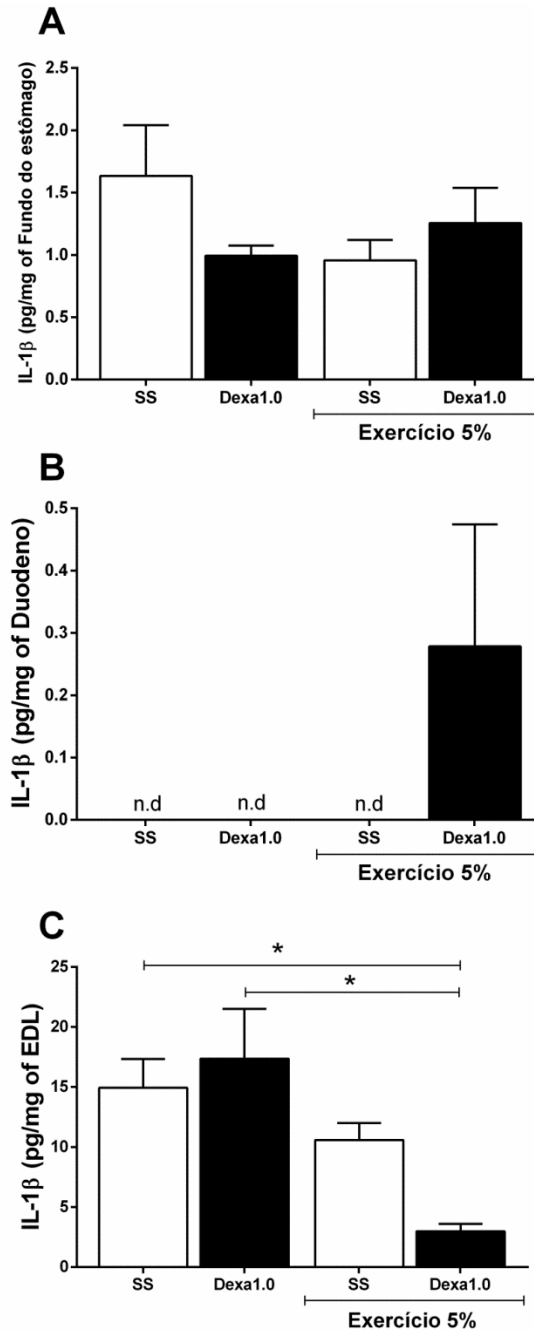 A
IL-1β (pg/mg of Fundo do estômago)
2.5
2.0
1.5
1.0
0.5
0.0
SS Dexa1.0 SS Dexa1.0
Exercício 5%
B
IL-1β (pg/mg of Duodeno)
0.5
0.4
0.3
0.2
0.1
0.0
n.d n.d n.d
SS Dexa1.0 SS Dexa1.0
Exercício 5%
C
*
*
IL-1β (pg/mg of EDL)
25
20
15
10
5
0
SS Dexa1.0 SS Dexa1.0
Exercício 5%